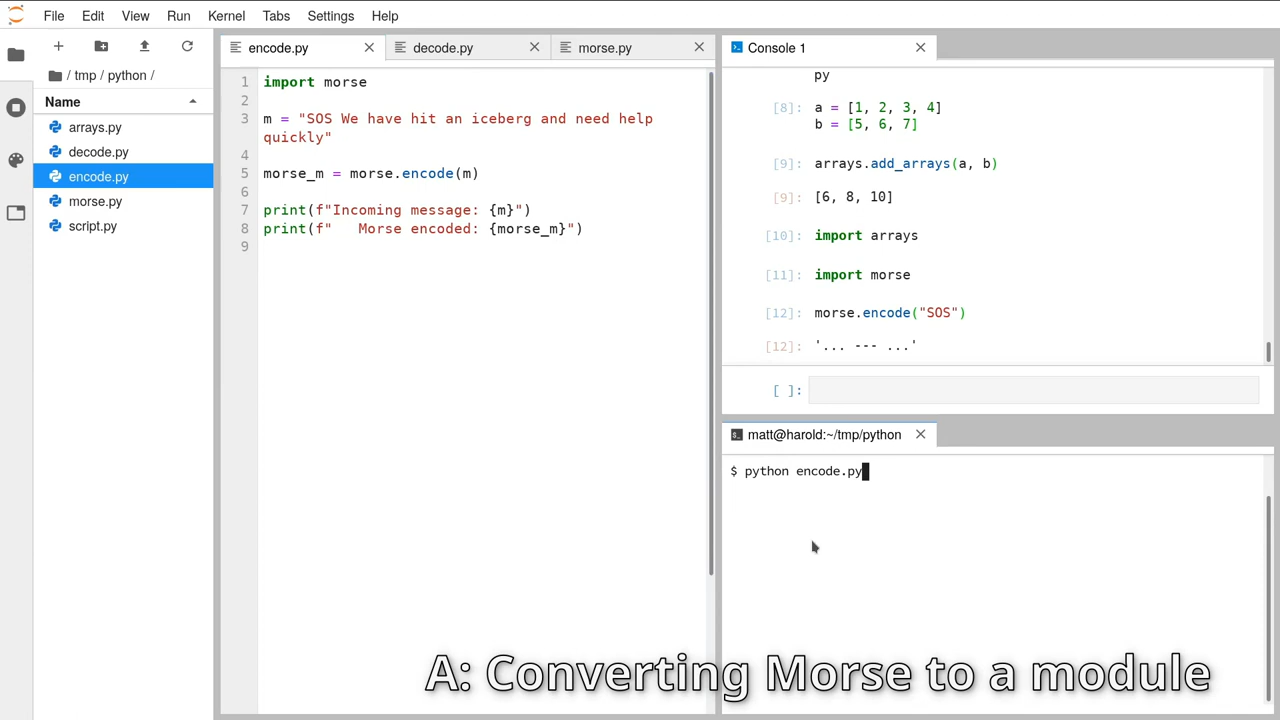 File Edit View Run Kernel Tabs Settings Help
/ tmp / python /
Name
arrays.py
decode.py
encode.py
morse.py
script.py
encode.py
decode.py
morse.py
1 import morse
2
3 m = "SOS We have hit an iceberg and need help
quickly"
4
5 morse_m = morse.encode(m)
6
7 print(f"Incoming message: {m}")
8 print(f"   Morse encoded: {morse_m}")
9
Console 1
py
[8]: a = [1, 2, 3, 4]
b = [5, 6, 7]
[9]: arrays.add_arrays(a, b)
[9]: [6, 8, 10]
[10]: import arrays
[11]: import morse
[12]: morse.encode("SOS")
[12]: '... --- ...'
[ ]:
matt@harold:~/tmp/python
$ python encode.py
A: Converting Morse to a module